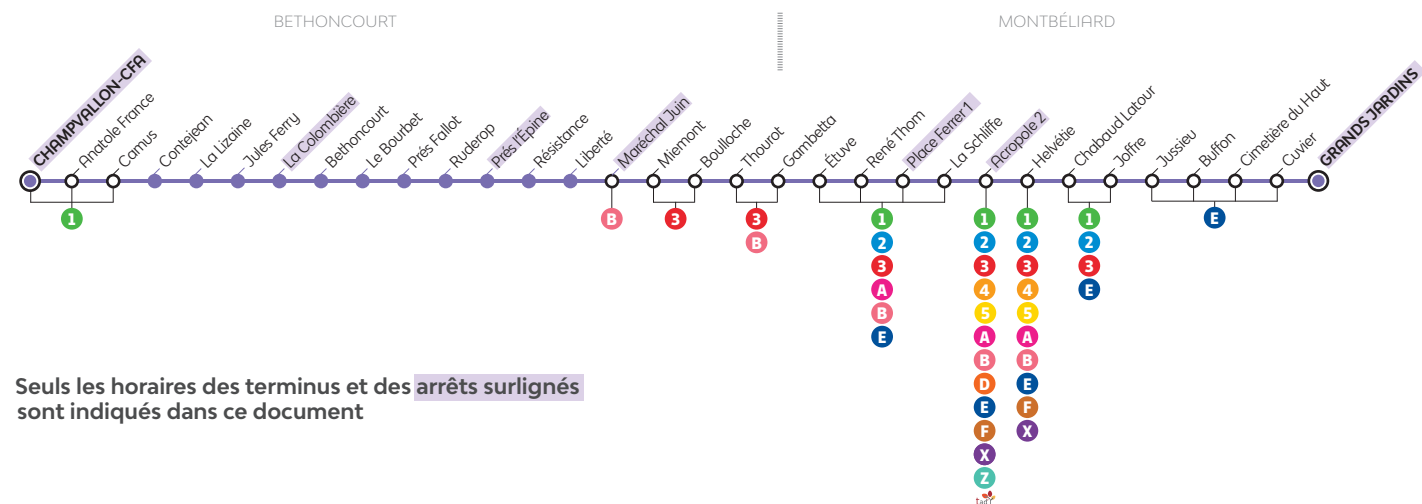 BETHONCOURT
MONTBÉLIARD
CHAMPVALLON-CFA
Anatole France
Camus
Contejean
La Lizaine
Jules Ferry
La Colombière
Bethoncourt
Le Bourbet
Prés Fallot
Ruderop
Prés l'Épine
Résistance
Liberté
Maréchal Juin
Miemont
Boulloche
Thourot
Gambetta
Étuve
René Thom
Place Ferrer 1
La Schliffe
Acropole 2
Helvétie
Chabaud Latour
Joffre
Jussieu
Buffon
Cimetière du Haut
Cuvier
GRANDS JARDINS
1
B
3
3
B
1
2
3
A
B
E
1
2
3
4
5
A
B
D
E
F
X
Z
1
2
3
4
5
A
B
E
F
X
1
2
3
E
E
Seuls les horaires des terminus et des arrêts surlignés
sont indiqués dans ce document